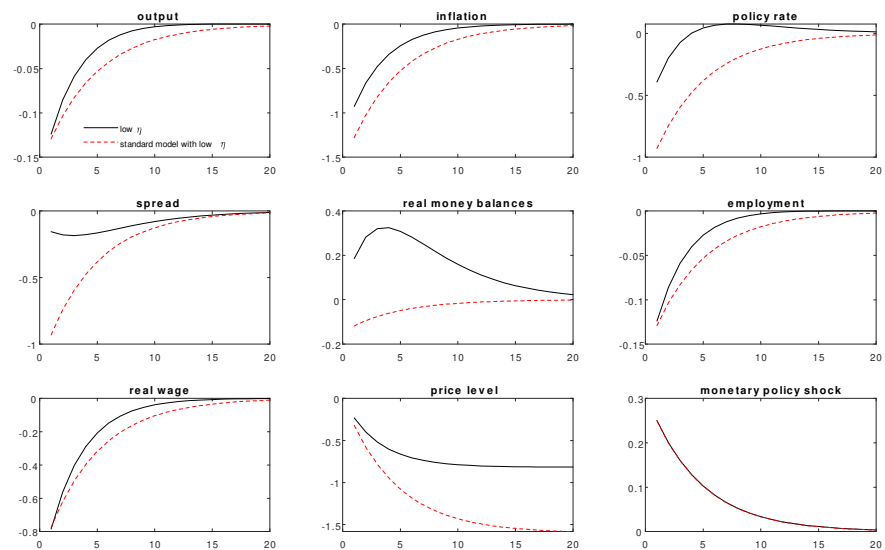 output inflation policy rate
0 0 0
-0.05 -0.5
-0.1 -1 -0.5
low η
standard model with low η
-0.15 -1.5 -1
0 5 10 15 20 0 5 10 15 20 0 5 10 15 20
spread real money balances employment
0 0.4 0
0.2 -0.05
-0.5
0 -0.1
-1 -0.2 -0.15
0 5 10 15 20 0 5 10 15 20 0 5 10 15 20
real wage price level monetary policy shock
0 0 0.3
-0.2
-0.5 0.2
-0.4
-1 0.1
-0.6
-0.8 -1.5 0
0 5 10 15 20 0 5 10 15 20 0 5 10 15 20